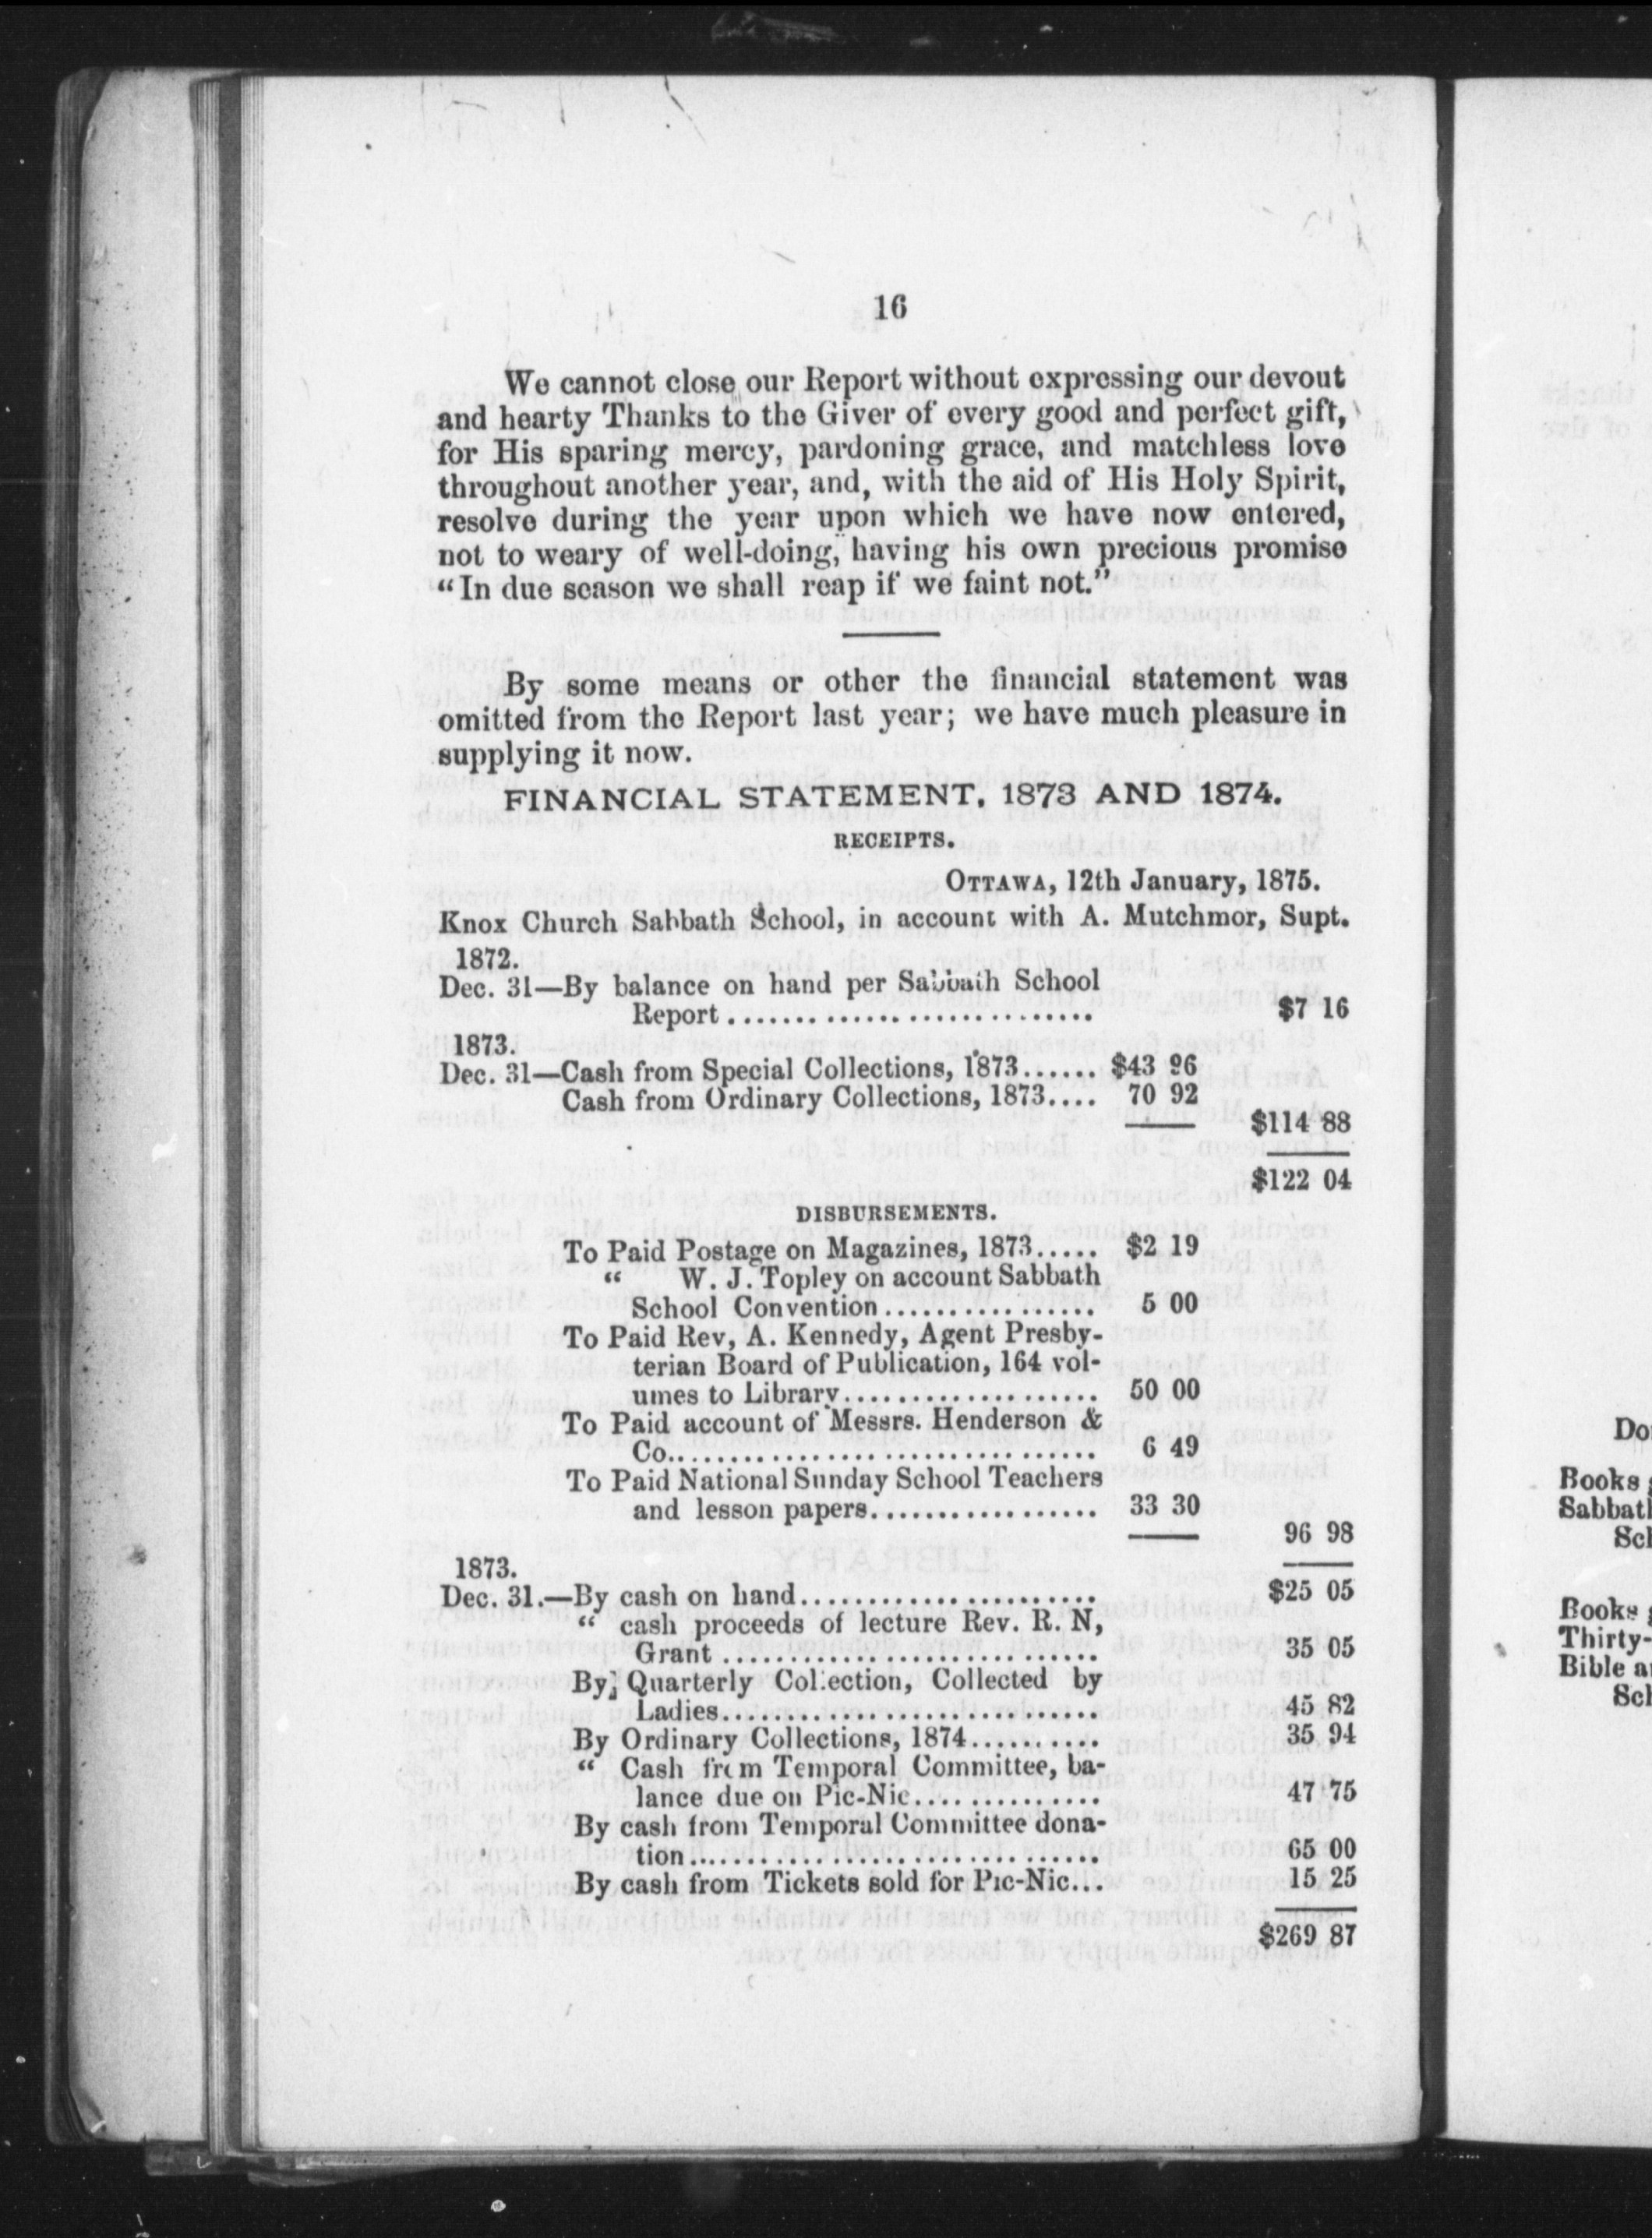 16
We cannot close our Report without expressing our devout
and hearty Thanks to the Giver of every good and perfect gift,
for His sparing mercy, pardoning grace, and matchless love
throughout another year, and, with the aid of His Holy Spirit,
resolve during the year upon which we have now entered,
not to weary of well-doing, having his own precious promise
“In due season we shall reap if we faint not.”
By some means or other the financial statement was
omitted from the Report last year; we have much pleasure in
supplying it now.
FINANCIAL STATEMENT, 1873 AND 1874.
RECEIPTS.
OTTAWA, 12th January, 1875.
Knox Church Sabbath School, in account with A. Mutchmor, Supt.
1872.
Dec. 31—By balance on hand per Sabbath School
Report .............................. $7 16
1873.
Dec. 31—Cash from Special Collections, 1873...... $43 96
Cash from Ordinary Collections, 1873.... 70 92
$114 88
$122 04
DISBURSEMENTS.
To Paid Postage on Magazines, 1873..... $2 19
“ W. J. Topley on account Sabbath
School Convention................. 5 00
To Paid Rev, A. Kennedy, Agent Presby-
terian Board of Publication, 164 vol-
umes to Library.................... 50 00
To Paid account of Messrs. Henderson &
Co................................. 6 49
To Paid National Sunday School Teachers
and lesson papers.................. 33 30
96 98
1873.
Dec. 31.—By cash on hand....................... $25 05
“ cash proceeds of lecture Rev. R. N,
Grant .............................. 35 05
By Quarterly Collection, Collected by
Ladies.............................. 45 82
By Ordinary Collections, 1874.......... 35 94
“ Cash from Temporal Committee, ba-
lance due on Pic-Nic............... 47 75
By cash from Temporal Committee dona-
tion................................ 65 00
By cash from Tickets sold for Pic-Nic... 15 25
$269 87
Books
Sabbath
Books
Thirty-
Bible